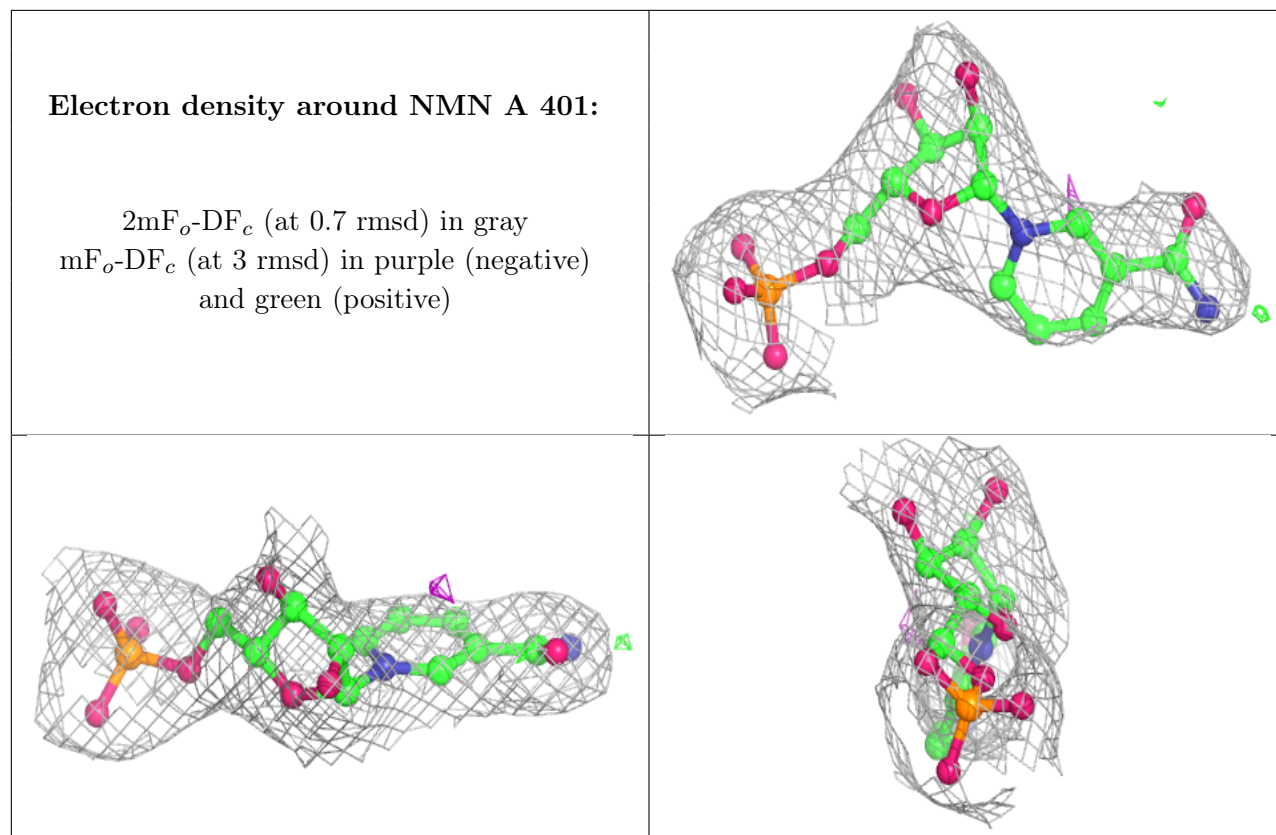 Electron density around NMN A 401:
2mFₒ-DF𝒸 (at 0.7 rmsd) in gray
mFₒ-DF𝒸 (at 3 rmsd) in purple (negative)
and green (positive)